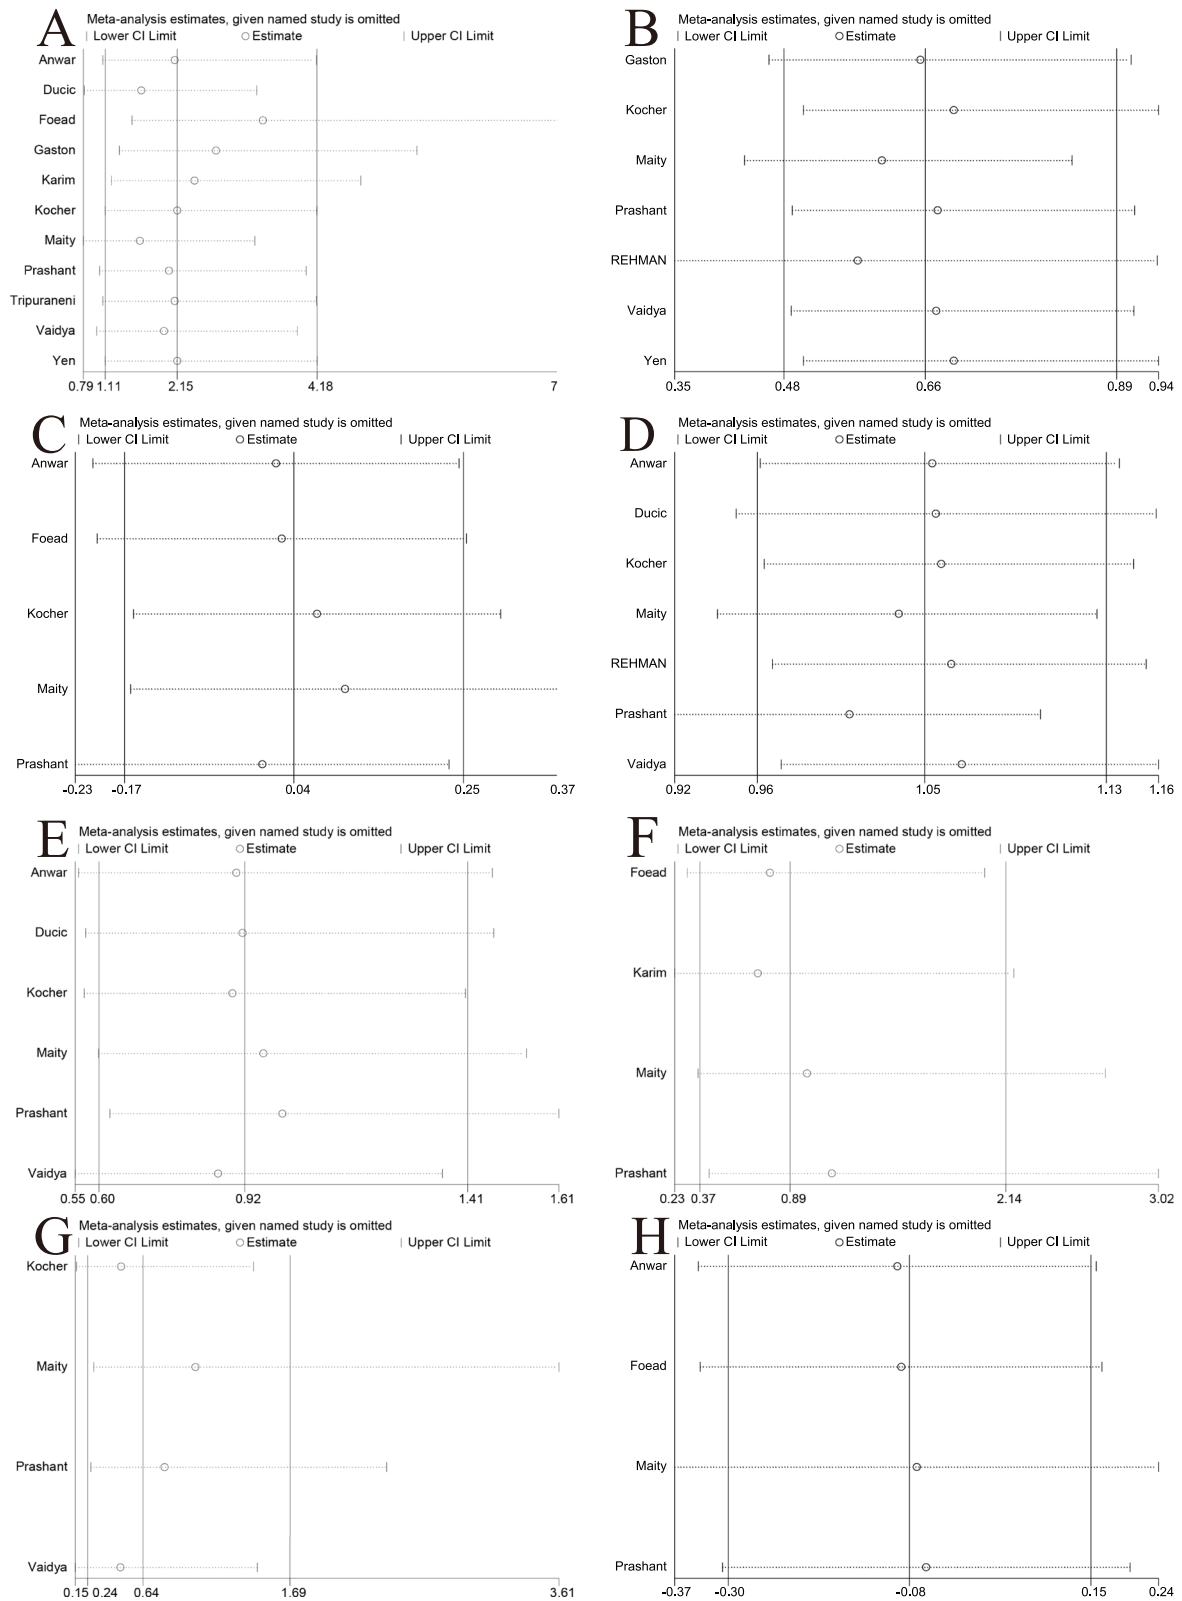 A
Meta-analysis estimates, given named study is omitted
| Lower CI Limit ○ Estimate | Upper CI Limit
Anwar
Ducic
Foead
Gaston
Karim
Kocher
Maity
Prashant
Tripuraneni
Vaidya
Yen
0.79 1.11 2.15 4.18 7
B
Meta-analysis estimates, given named study is omitted
| Lower CI Limit ○ Estimate | Upper CI Limit
Gaston
Kocher
Maity
Prashant
REHMAN
Vaidya
Yen
0.35 0.48 0.66 0.89 0.94
C
Meta-analysis estimates, given named study is omitted
| Lower CI Limit ○ Estimate | Upper CI Limit
Anwar
Foead
Kocher
Maity
Prashant
-0.23 -0.17 0.04 0.25 0.37
D
Meta-analysis estimates, given named study is omitted
| Lower CI Limit ○ Estimate | Upper CI Limit
Anwar
Ducic
Kocher
Maity
REHMAN
Prashant
Vaidya
0.92 0.96 1.05 1.13 1.16
E
Meta-analysis estimates, given named study is omitted
| Lower CI Limit ○ Estimate | Upper CI Limit
Anwar
Ducic
Kocher
Maity
Prashant
Vaidya
0.55 0.60 0.92 1.41 1.61
F
Meta-analysis estimates, given named study is omitted
| Lower CI Limit ○ Estimate | Upper CI Limit
Foead
Karim
Maity
Prashant
0.23 0.37 0.89 2.14 3.02
G
Meta-analysis estimates, given named study is omitted
| Lower CI Limit ○ Estimate | Upper CI Limit
Kocher
Maity
Prashant
Vaidya
0.15 0.24 0.64 1.69 3.61
H
Meta-analysis estimates, given named study is omitted
| Lower CI Limit ○ Estimate | Upper CI Limit
Anwar
Foead
Maity
Prashant
-0.37 -0.30 -0.08 0.15 0.24